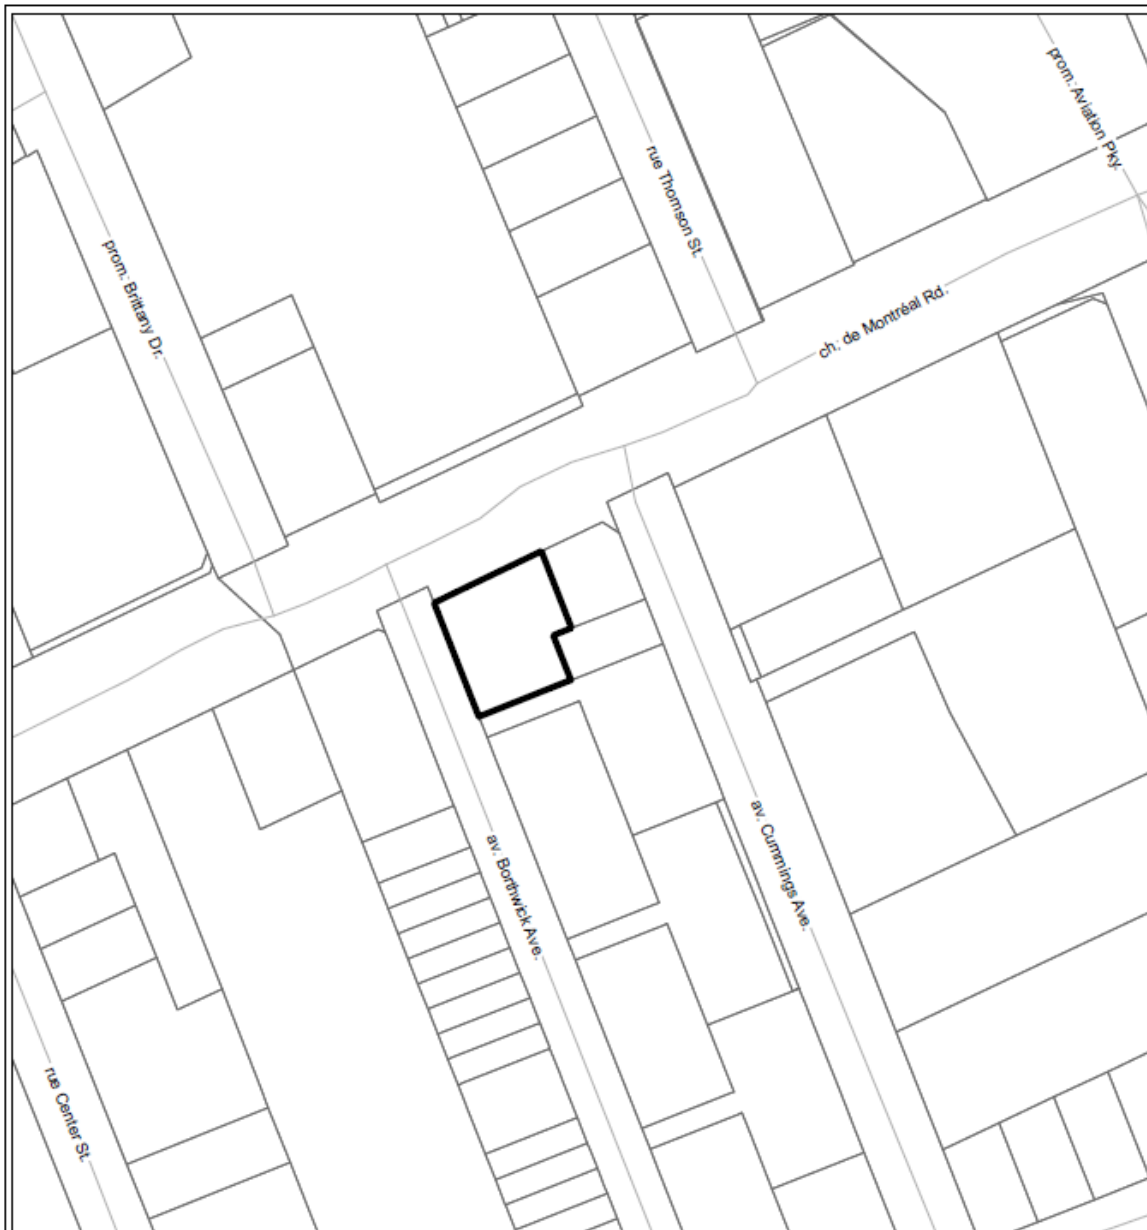 prom. Aviation Pky.
rue Thomson St.
prom. Brittany Dr.
ch. de Montréal Rd.
av. Borthwick Ave.
av. Cummings Ave.
rue Center St.